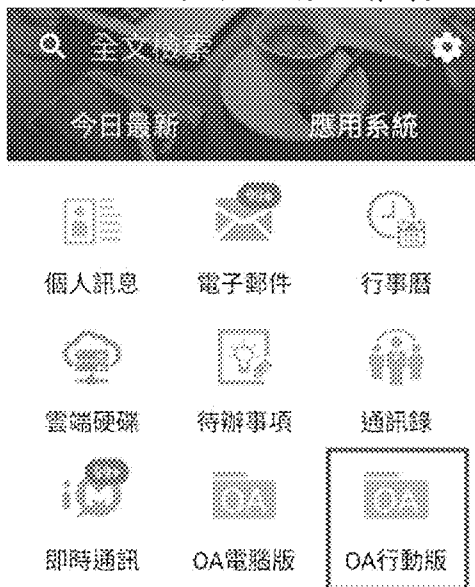 全文檢索
今日最新 應用系統
個人訊息 電子郵件 行事曆
雲端硬碟 待辦事項 通訊錄
OA OA
即時通訊 OA電腦版 OA行動版